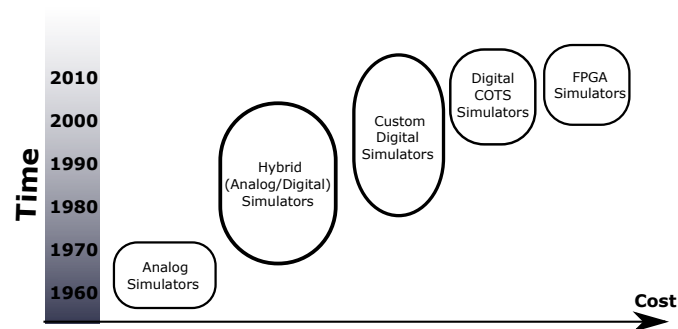 2010
2000
1990
1980
1970
1960
Time
Analog
Simulators
Hybrid
(Analog/Digital)
Simulators
Custom
Digital
Simulators
Digital
COTS
Simulators
FPGA
Simulators
Cost